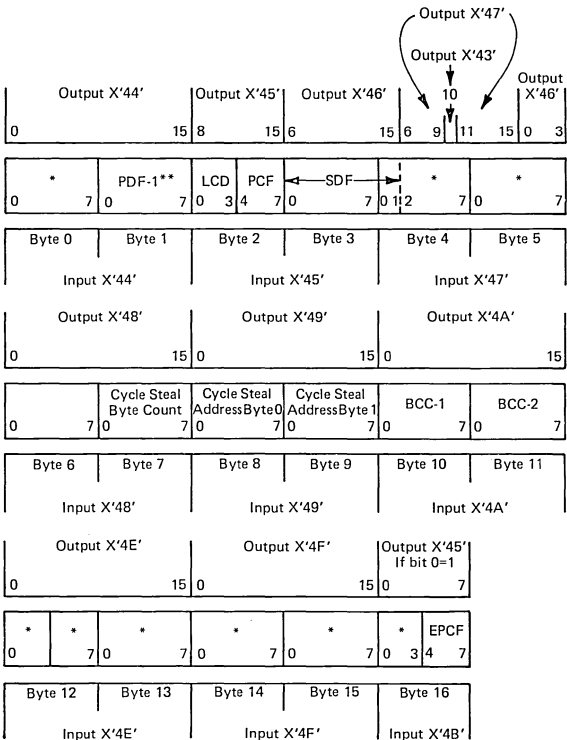 Output X'47'
Output X'43'
Output X'44' Output X'45' Output X'46' 10 Output X'46'
0 15 8 15 6 15 6 9 11 15 0 3
* PDF-1** LCD PCF SDF * *
0 7 0 7 0 3 4 7 0 7 0 1 2 7 0 7
Byte 0 Byte 1 Byte 2 Byte 3 Byte 4 Byte 5
Input X'44' Input X'45' Input X'47'
Output X'48' Output X'49' Output X'4A'
0 15 0 15 0 15
Cycle Steal Byte Count Cycle Steal Address Byte 0 Cycle Steal Address Byte 1 BCC-1 BCC-2
0 7 0 7 0 7 0 7 0 7 0 7
Byte 6 Byte 7 Byte 8 Byte 9 Byte 10 Byte 11
Input X'48' Input X'49' Input X'4A'
Output X'4E' Output X'4F' Output X'45' If bit 0=1
0 15 0 15 0 7
* * * * * * EPCF
0 7 0 7 0 7 0 7 0 3 4 7
Byte 12 Byte 13 Byte 14 Byte 15 Byte 16
Input X'4E' Input X'4F' Input X'4B'